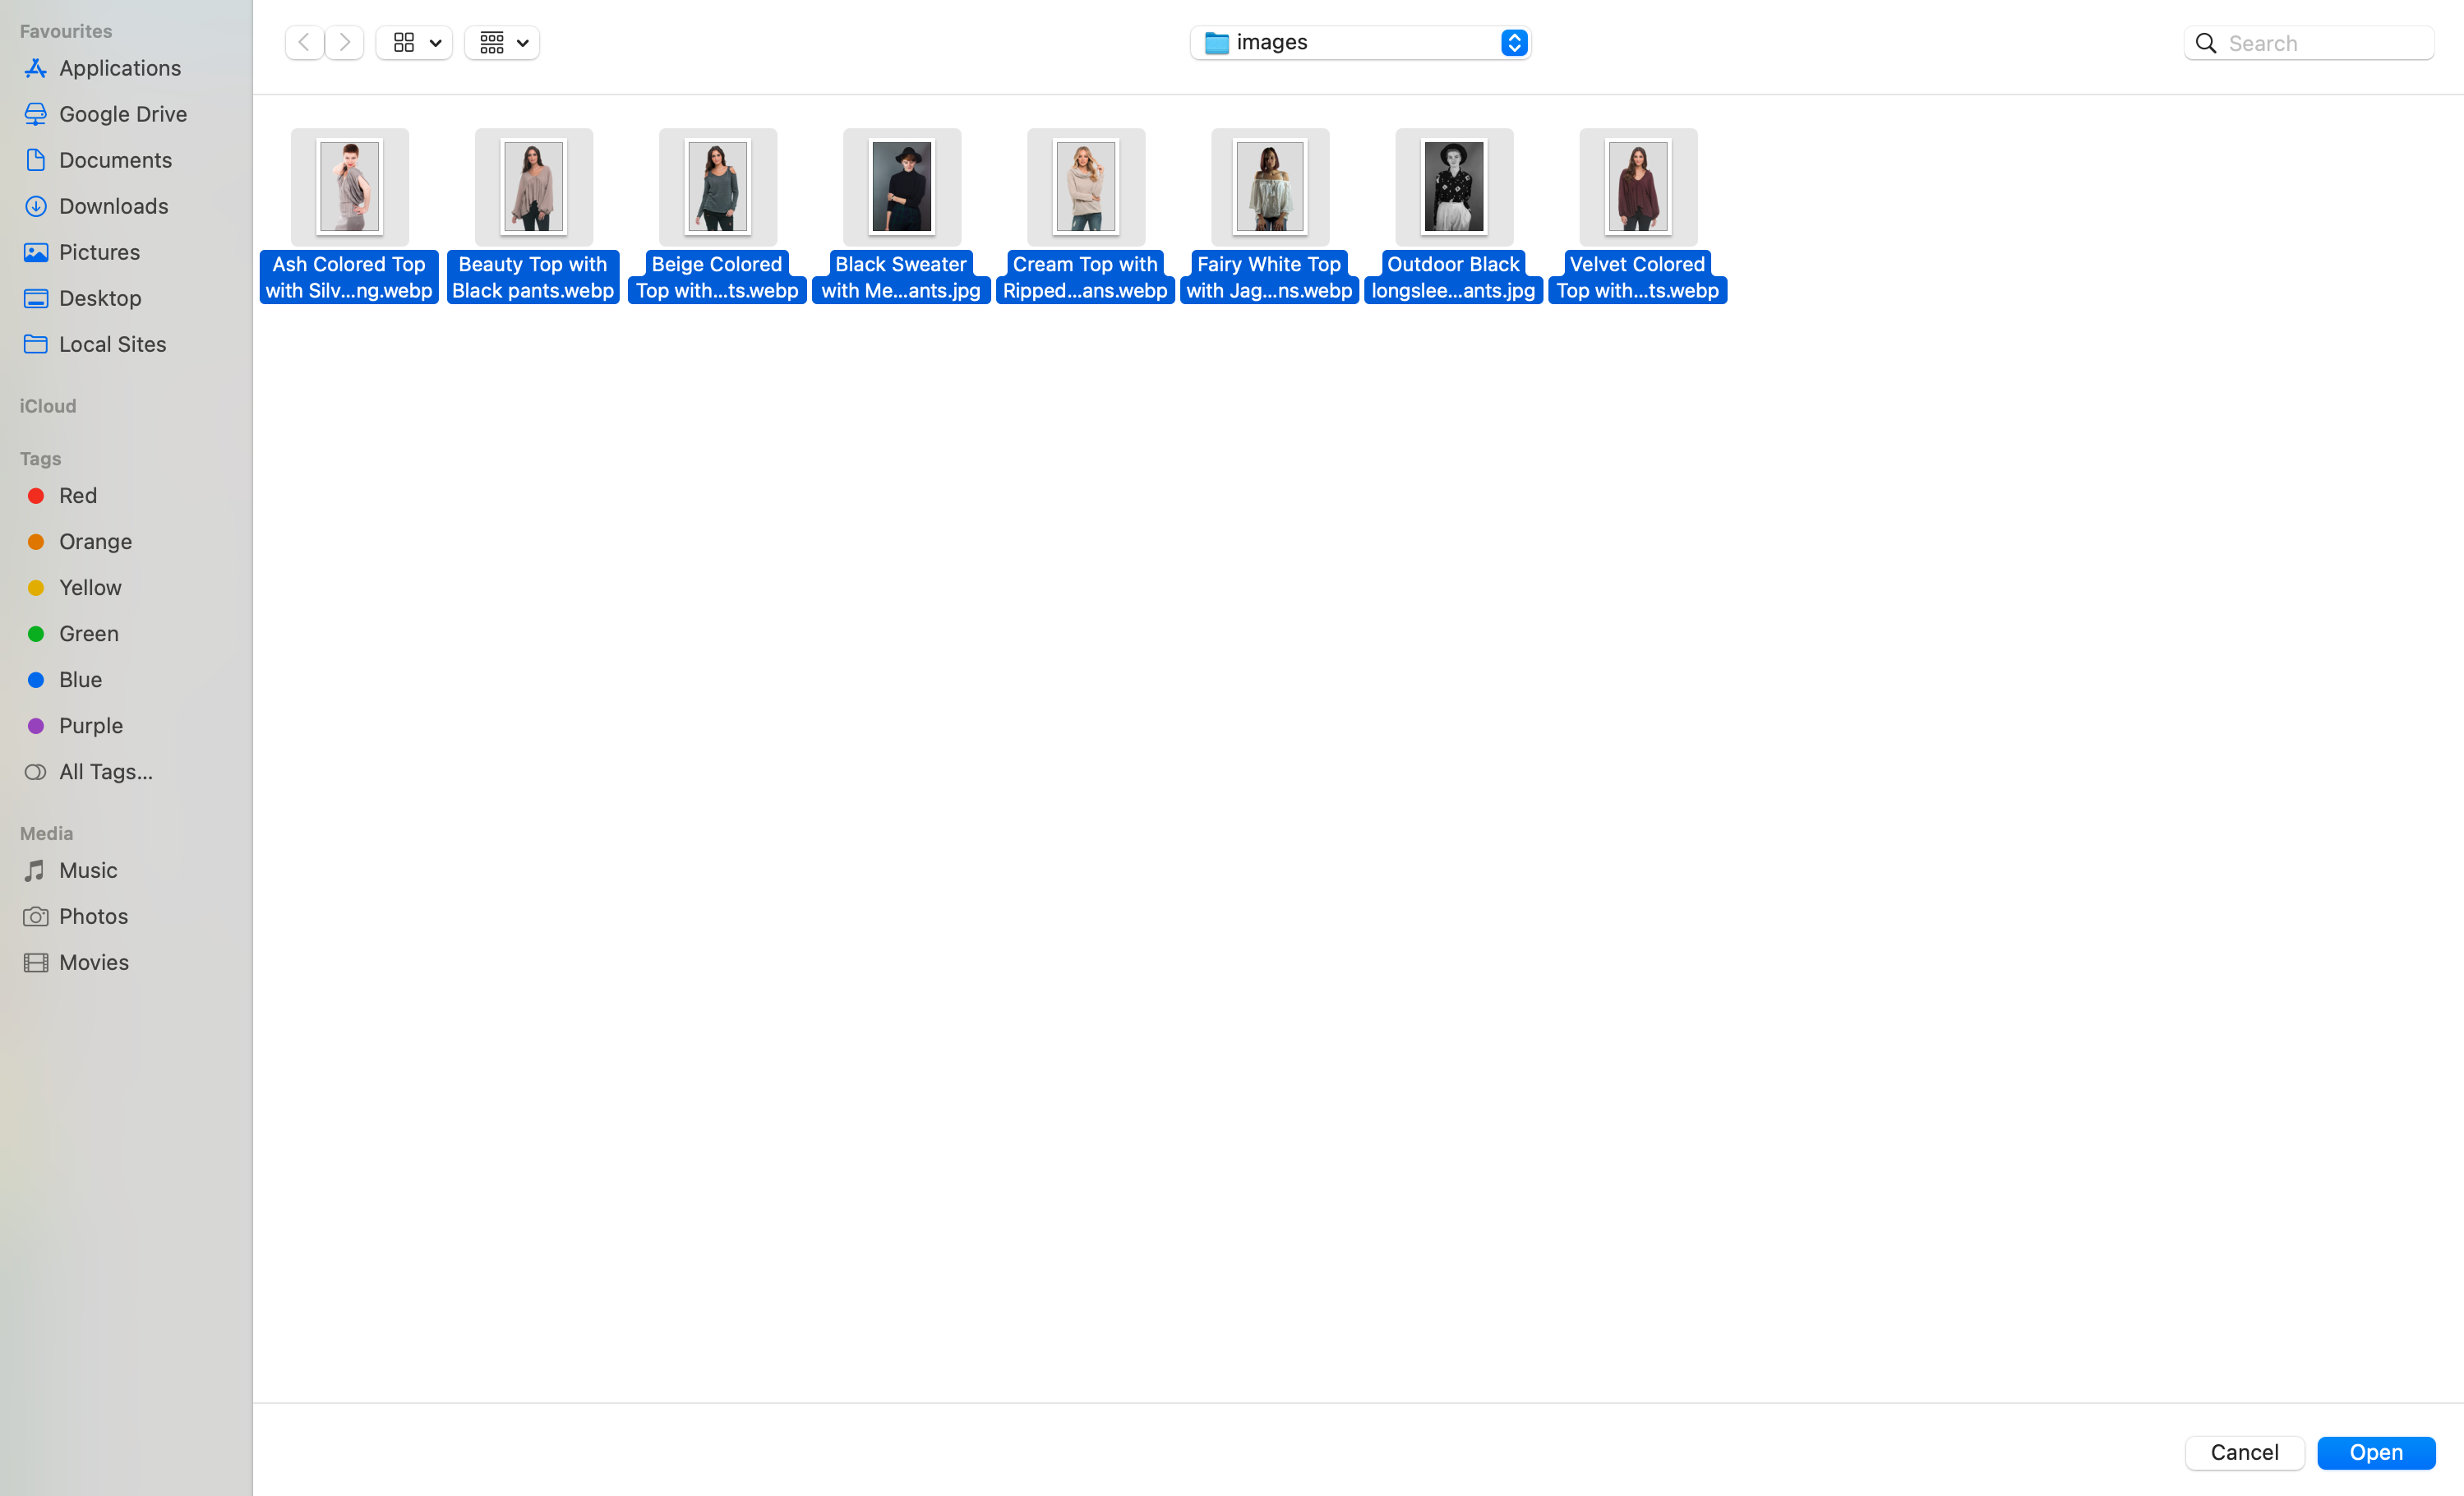 Favourites
Applications
Google Drive
Documents
Downloads
Pictures
Desktop
Local Sites
iCloud
Tags
Red
Orange
Yellow
Green
Blue
Purple
All Tags...
Media
Music
Photos
Movies
images
Search
Ash Colored Top
with Silv...ng.webp
Beauty Top with
Black pants.webp
Beige Colored
Top with...ts.webp
Black Sweater
with Me...ants.jpg
Cream Top with
Ripped...ans.webp
Fairy White Top
with Jag...ns.webp
Outdoor Black
longslee...ants.jpg
Velvet Colored
Top with...ts.webp
Cancel
Open